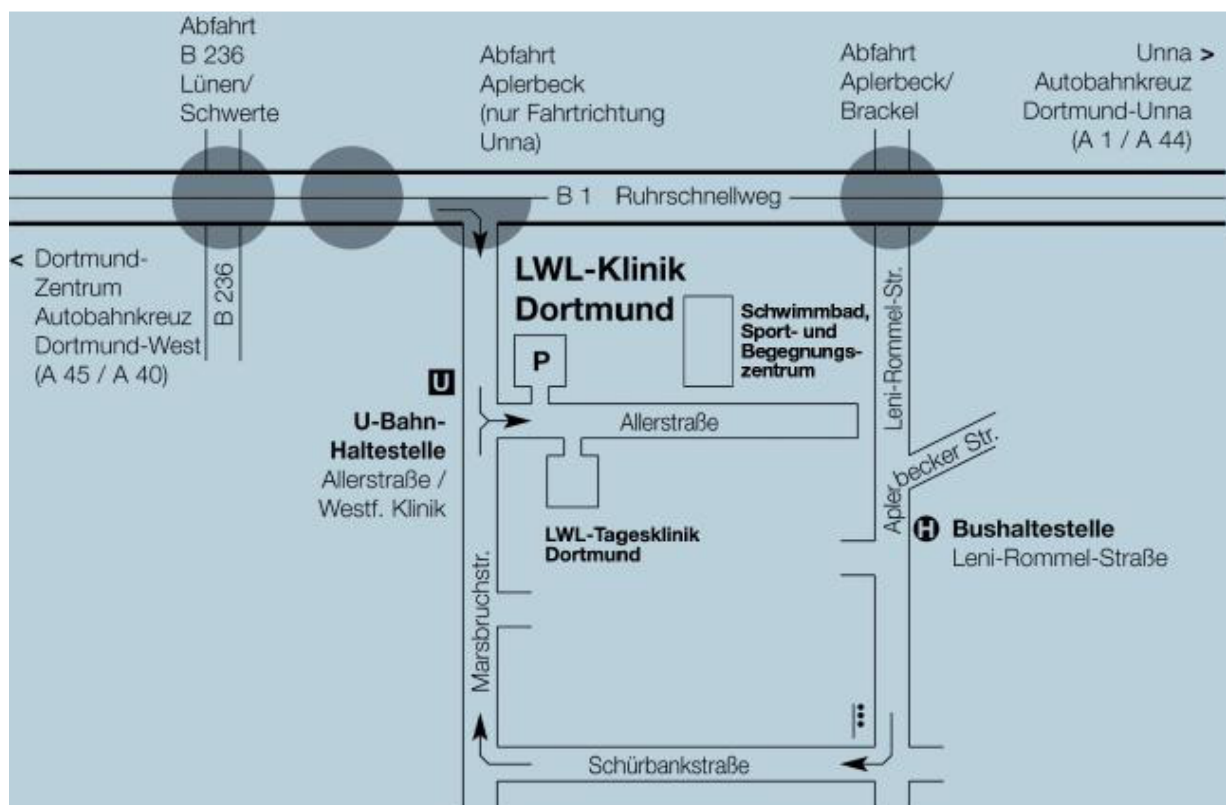 Abfahrt
B 236
Lünen/
Schwerte
Abfahrt
Aplerbeck
(nur Fahrtrichtung
Unna)
Abfahrt
Aplerbeck/
Brackel
Unna >
Autobahnkreuz
Dortmund-Unna
(A 1 / A 44)
B 1 Ruhrschnellweg
< Dortmund-
Zentrum
Autobahnkreuz
Dortmund-West
(A 45 / A 40)
B 236
LWL-Klinik
Dortmund
P
Schwimmbad,
Sport- und
Begegnungs-
zentrum
Leni-Rommel-Str.
U
U-Bahn-
Haltestelle
Allerstraße /
Westf. Klinik
Allerstraße
Aplerbecker Str.
LWL-Tagesklinik
Dortmund
H Bushaltestelle
Leni-Rommel-Straße
Marsbruchstr.
Schürbankstraße